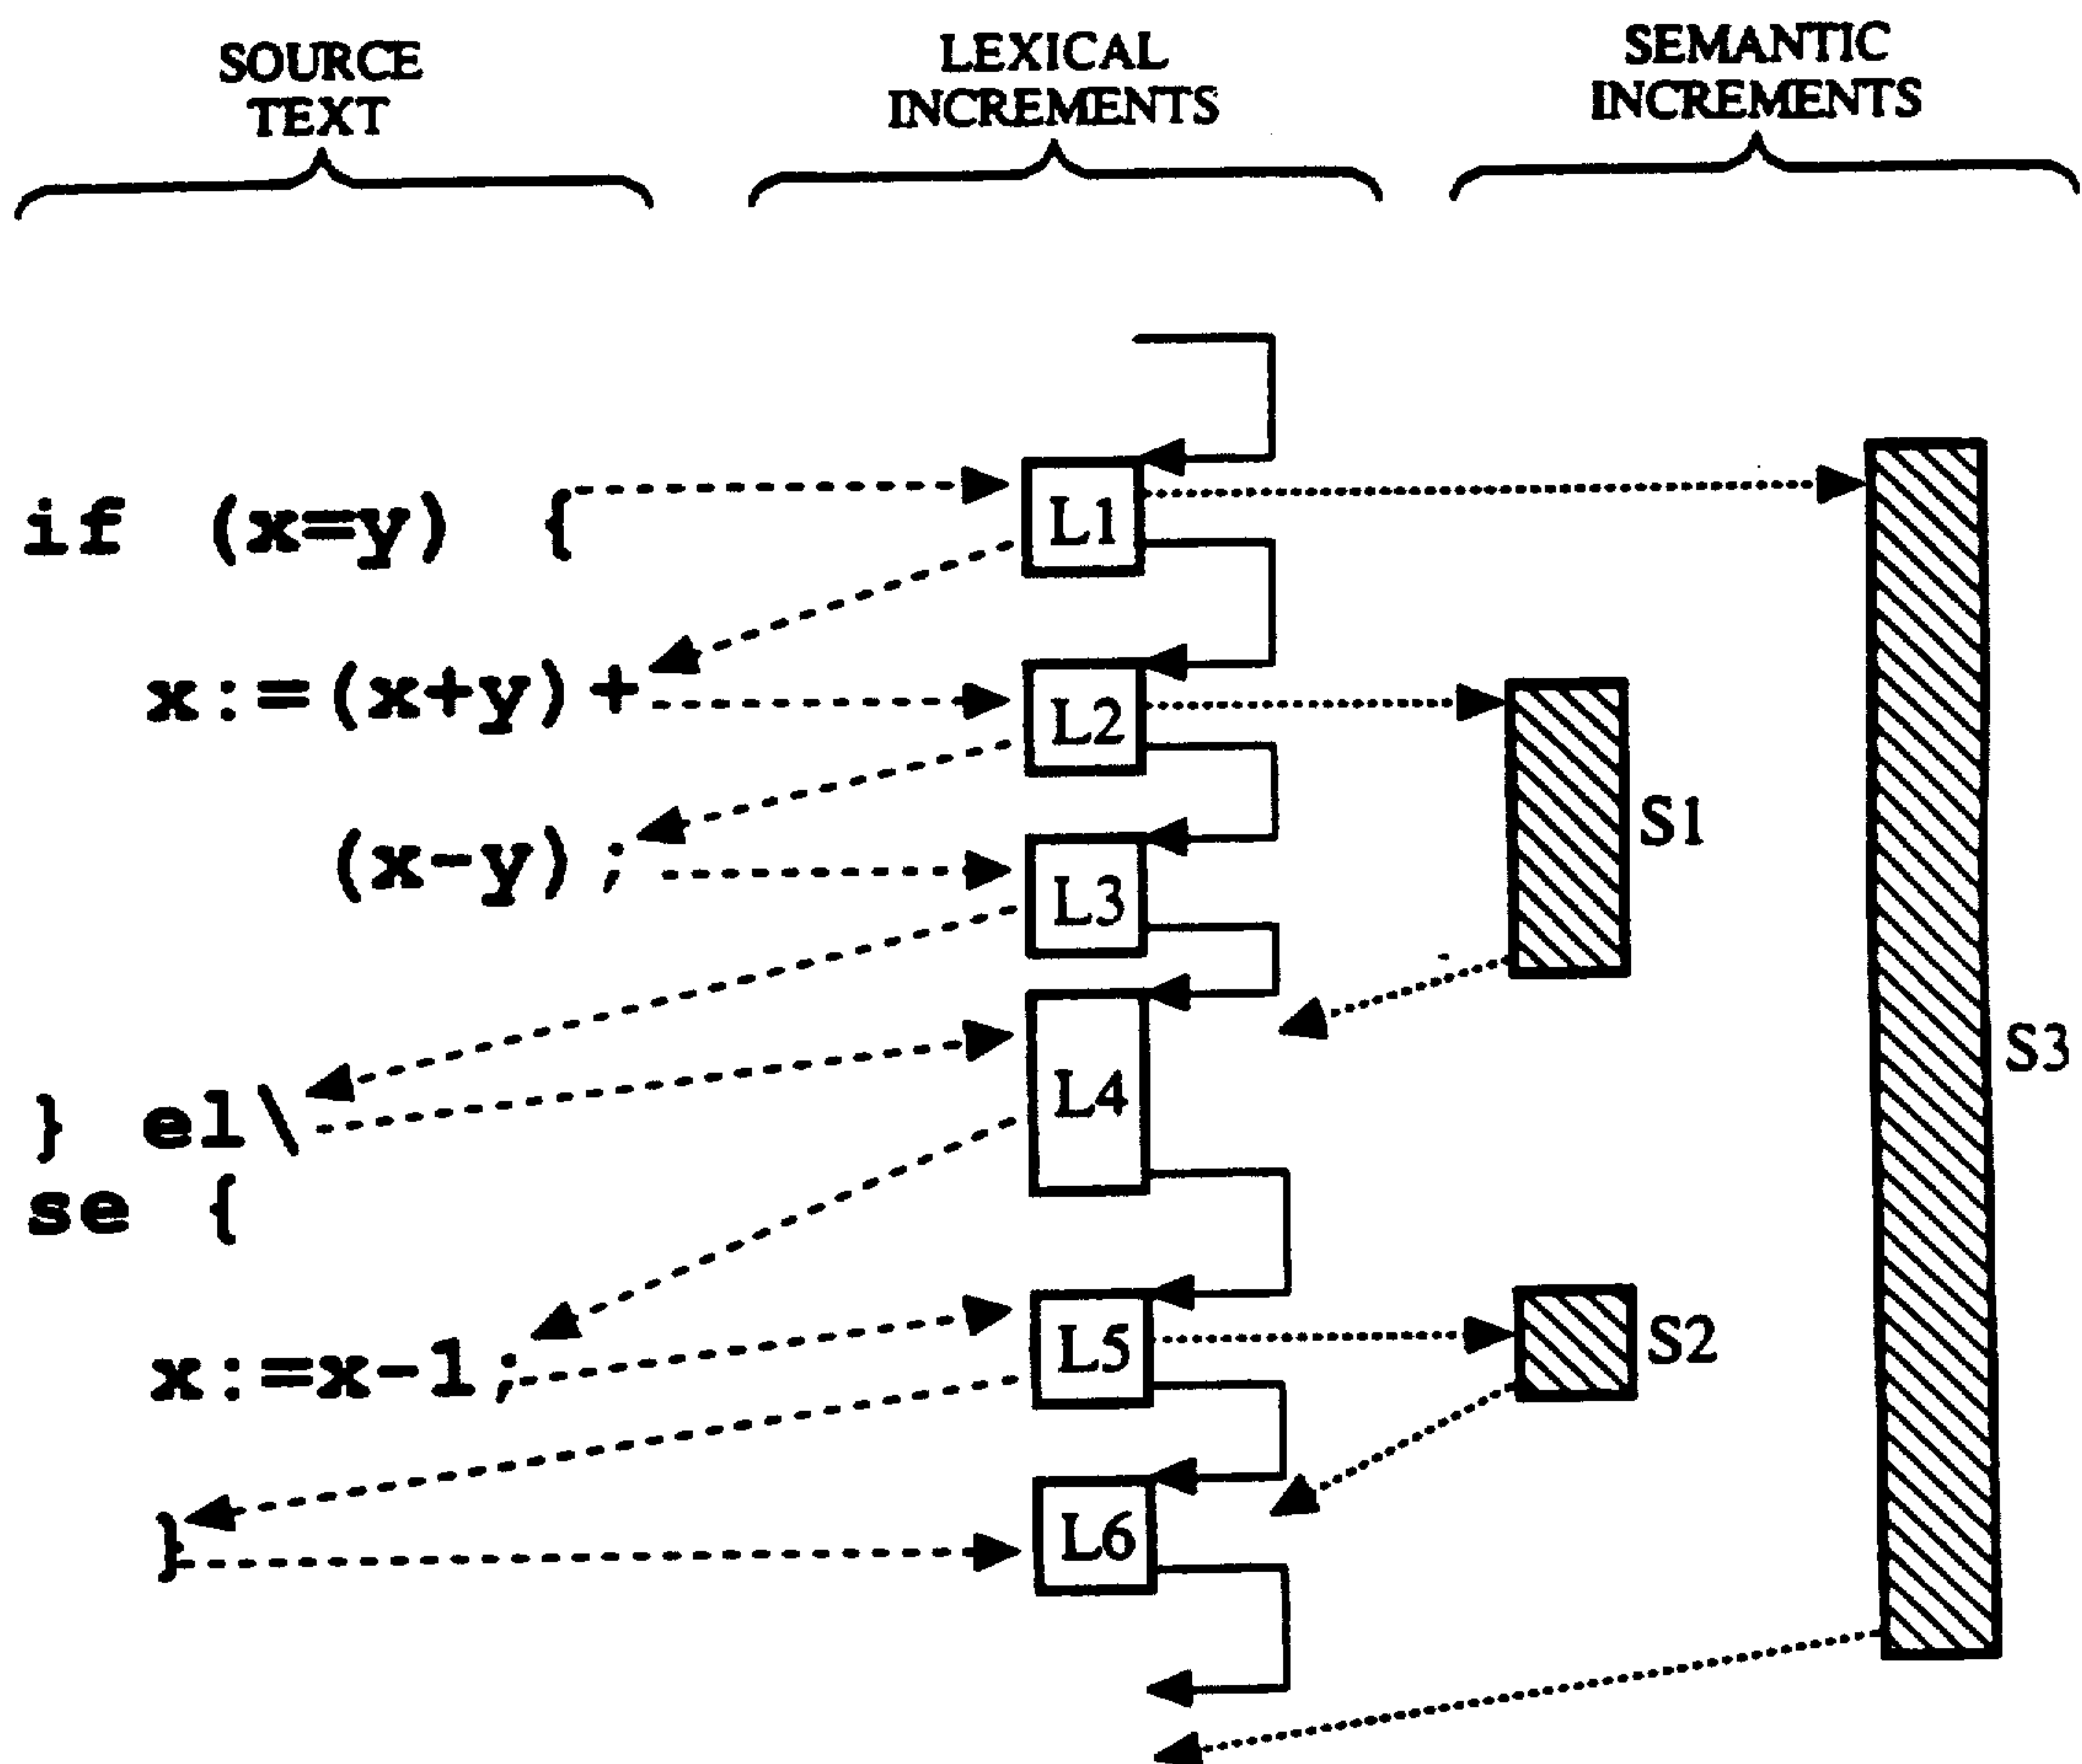 SOURCE
TEXT
LEXICAL
INCREMENTS
SEMANTIC
INCREMENTS
if (x=y) {
L1
x:=(x+y)+
L2
S1
(x-y);
L3
S3
} el\
L4
se {
x:=x-1;
L5
S2
}
L6